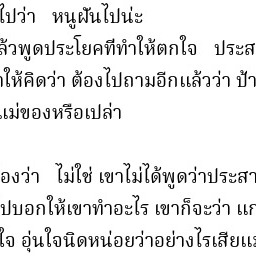 ไปว่า หนูฝันไปน่ะ
ล้วพูดประโยคที่ทำให้ตกใจ ประส
ให้คิดว่า ต้องไปถามอีกแล้วว่า ป้า
แม่ของหรือเปล่า
องว่า ไม่ใช่ เขาไม่ได้พูดว่าประสา
ปบอกให้เขาทำอะไร เขาก็จะว่า แก
ใจ อุ่นใจนิดหน่อยว่าอย่างไรเสียแม